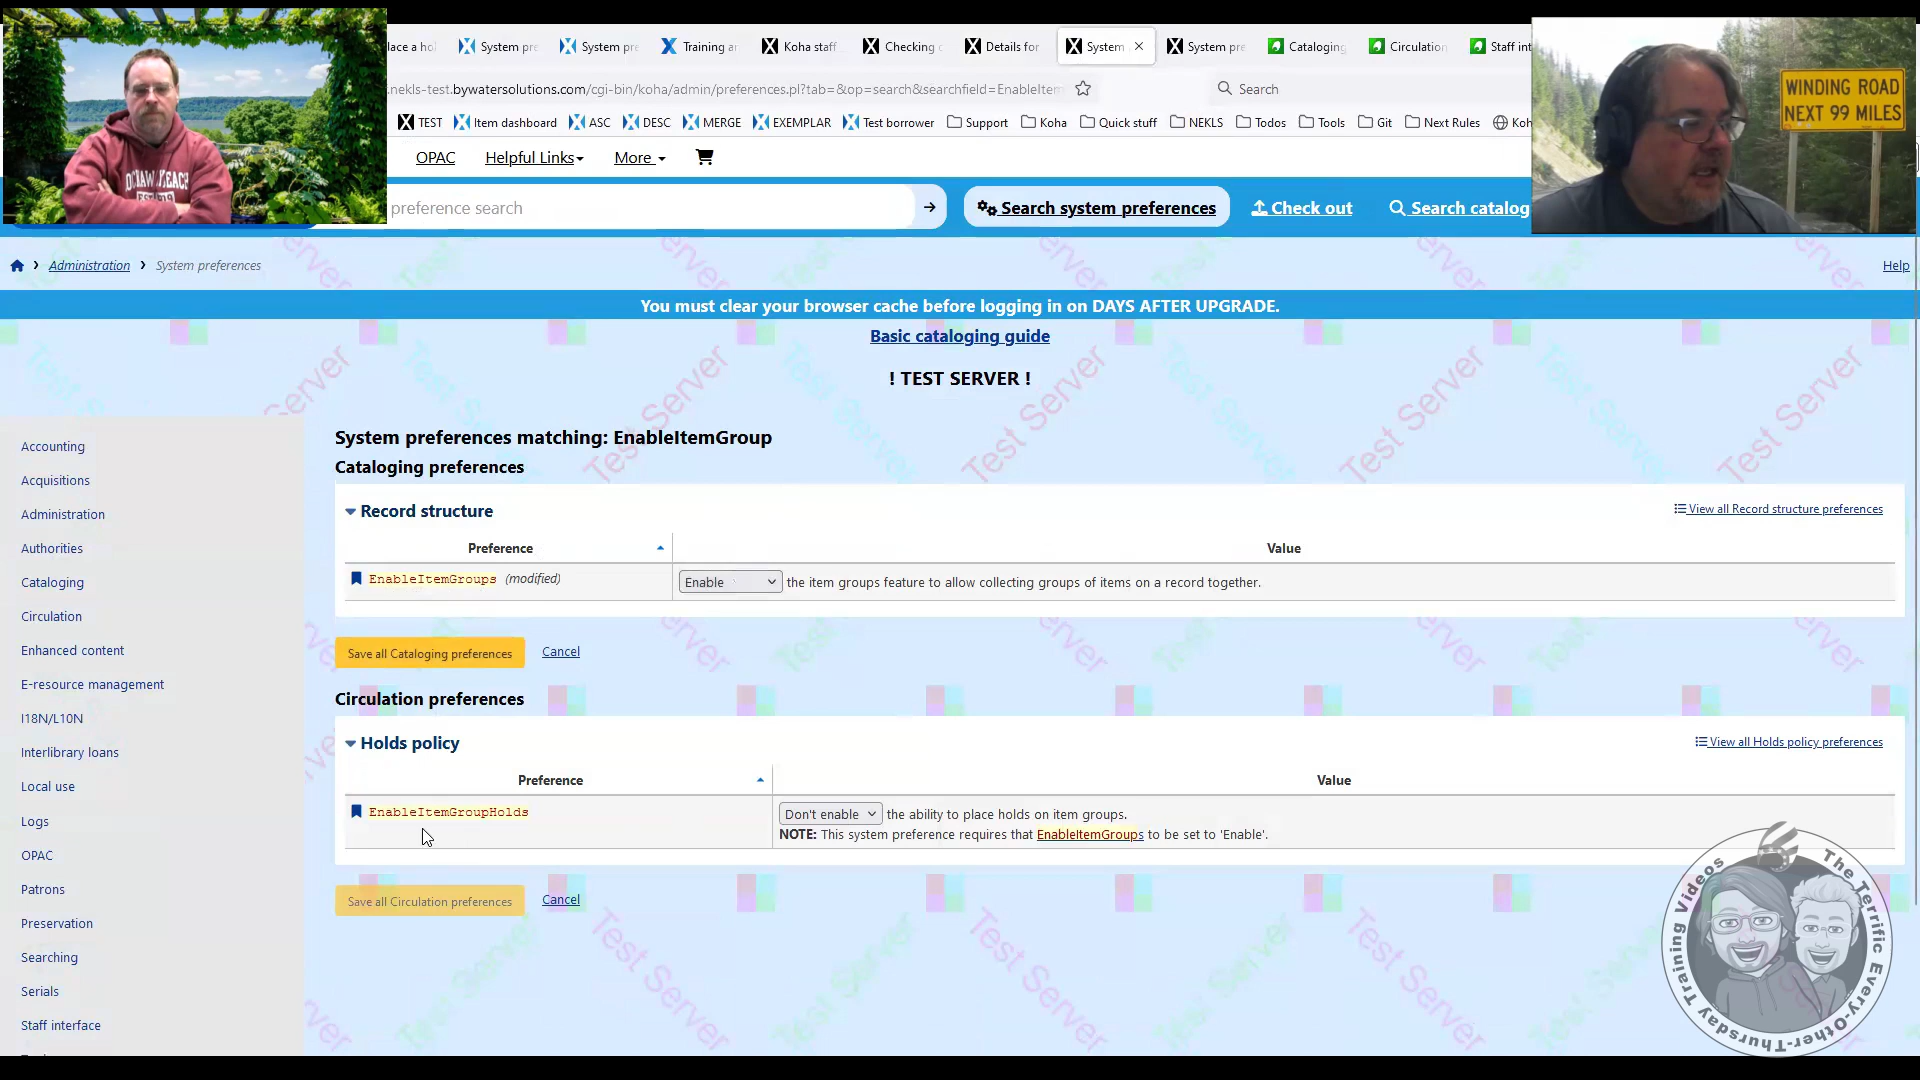 lace a ho
System pre
System pre
Training a
Koha staff
Checking
Details for
System
System pre
Cataloging
Circulation
Staff int
.nekls-test.bywatersolutions.com/cgi-bin/koha/admin/preferences.pl?tab=&op=search&searchfield=EnableItem
Search
TEST
Item dashboard
ASC
DESC
MERGE
EXEMPLAR
Test borrower
Support
Koha
Quick stuff
NEKLS
Todos
Tools
Git
Next Rules
Koh
OPAC
Helpful Links
More
WINDING ROAD
NEXT 99 MILES
preference search
Search system preferences
Check out
Search catalog
Administration
System preferences
Help
You must clear your browser cache before logging in on DAYS AFTER UPGRADE.
Basic cataloging guide
! TEST SERVER !
Accounting
Acquisitions
Administration
Authorities
Cataloging
Circulation
Enhanced content
E-resource management
I18N/L10N
Interlibrary loans
Local use
Logs
OPAC
Patrons
Preservation
Searching
Serials
Staff interface
System preferences matching: EnableItemGroup
Cataloging preferences
Record structure
View all Record structure preferences
Preference
Value
EnableItemGroups (modified)
Enable the item groups feature to allow collecting groups of items on a record together.
Save all Cataloging preferences
Cancel
Circulation preferences
Holds policy
View all Holds policy preferences
Preference
Value
EnableItemGroupHolds
Don't enable the ability to place holds on item groups.
NOTE: This system preference requires that EnableItemGroups to be set to 'Enable'.
Save all Circulation preferences
Cancel
Test Server
The Terrific Every-Other-Thursday Training Videos